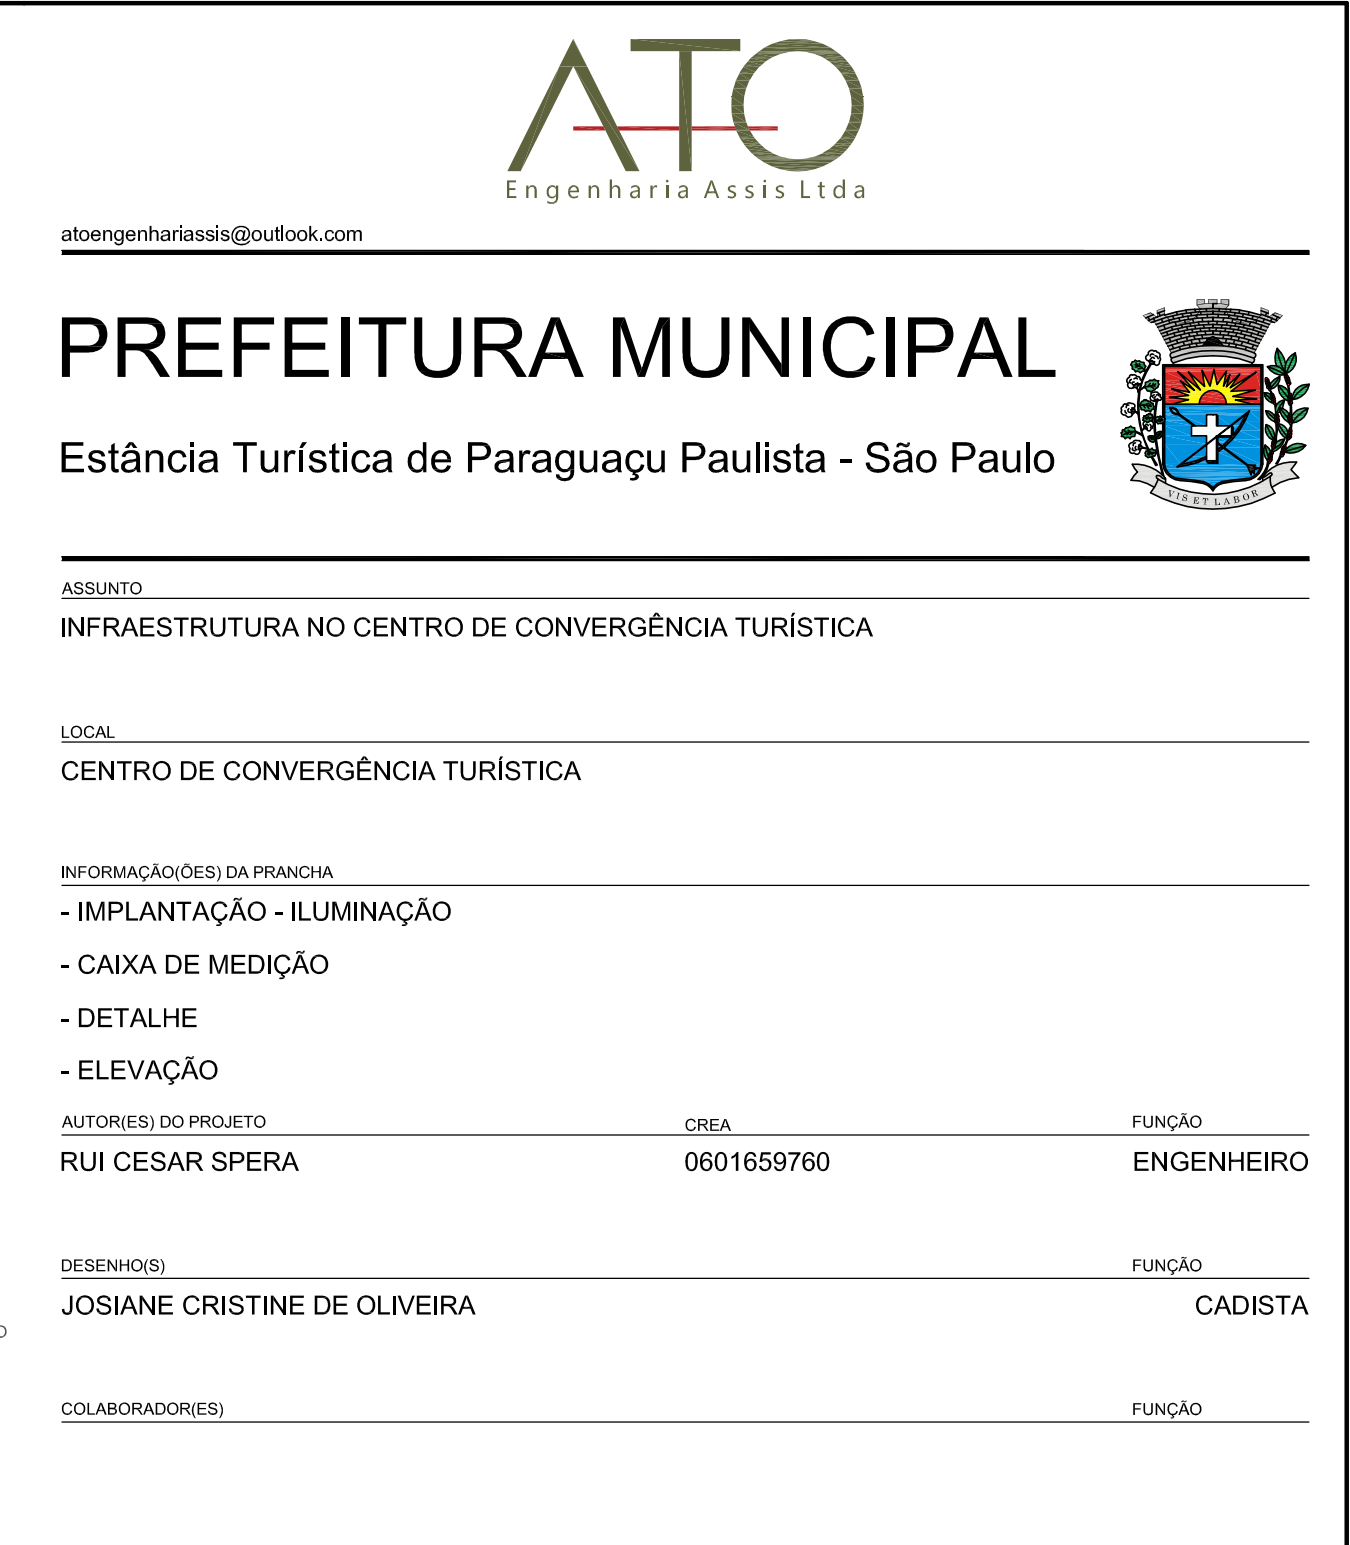 ATO
Engenharia Assis Ltda
atoengenhariassis@outlook.com
PREFEITURA MUNICIPAL
Estância Turística de Paraguaçu Paulista - São Paulo
VIS ET LABOR
ASSUNTO
INFRAESTRUTURA NO CENTRO DE CONVERGÊNCIA TURÍSTICA
LOCAL
CENTRO DE CONVERGÊNCIA TURÍSTICA
INFORMAÇÃO(ÕES) DA PRANCHA
- IMPLANTAÇÃO - ILUMINAÇÃO
- CAIXA DE MEDIÇÃO
- DETALHE
- ELEVAÇÃO
AUTOR(ES) DO PROJETO CREA FUNÇÃO
RUI CESAR SPERA 0601659760 ENGENHEIRO
DESENHO(S) FUNÇÃO
JOSIANE CRISTINE DE OLIVEIRA CADISTA
COLABORADOR(ES) FUNÇÃO